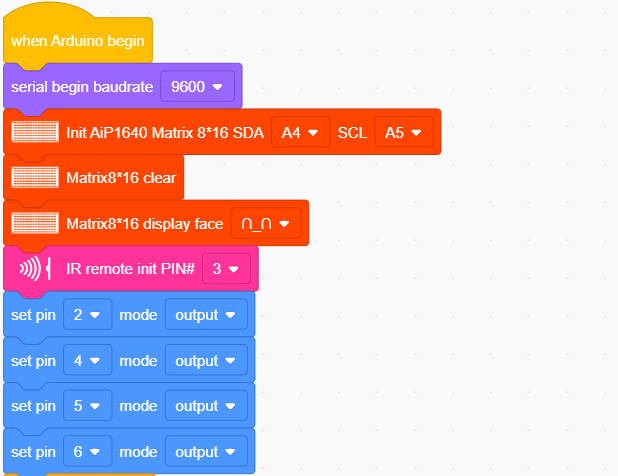 when Arduino begin
serial begin baudrate 9600
Init AiP1640 Matrix 8*16 SDA A4 SCL A5
Matrix8*16 clear
Matrix8*16 display face ∩_∩
IR remote init PIN# 3
set pin 2 mode output
set pin 4 mode output
set pin 5 mode output
set pin 6 mode output